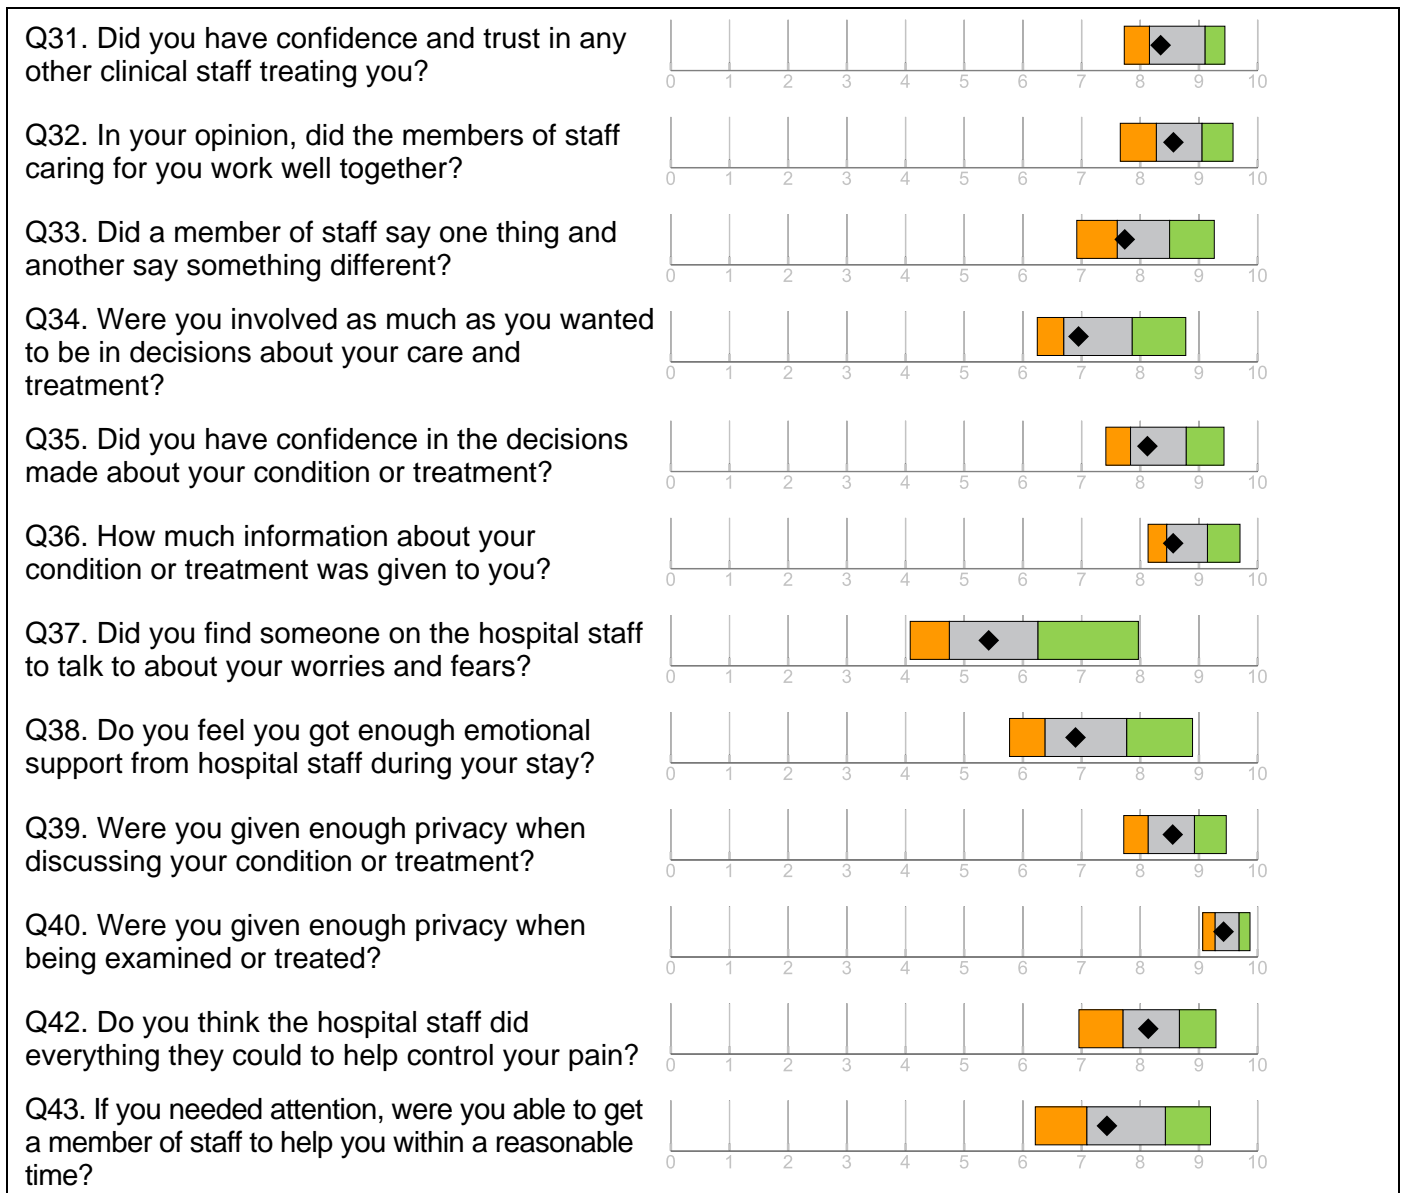 Q31. Did you have confidence and trust in any
other clinical staff treating you?
0 1 2 3 4 5 6 7 8 9 10
Q32. In your opinion, did the members of staff
caring for you work well together?
0 1 2 3 4 5 6 7 8 9 10
Q33. Did a member of staff say one thing and
another say something different?
0 1 2 3 4 5 6 7 8 9 10
Q34. Were you involved as much as you wanted
to be in decisions about your care and
treatment?
0 1 2 3 4 5 6 7 8 9 10
Q35. Did you have confidence in the decisions
made about your condition or treatment?
0 1 2 3 4 5 6 7 8 9 10
Q36. How much information about your
condition or treatment was given to you?
0 1 2 3 4 5 6 7 8 9 10
Q37. Did you find someone on the hospital staff
to talk to about your worries and fears?
0 1 2 3 4 5 6 7 8 9 10
Q38. Do you feel you got enough emotional
support from hospital staff during your stay?
0 1 2 3 4 5 6 7 8 9 10
Q39. Were you given enough privacy when
discussing your condition or treatment?
0 1 2 3 4 5 6 7 8 9 10
Q40. Were you given enough privacy when
being examined or treated?
0 1 2 3 4 5 6 7 8 9 10
Q42. Do you think the hospital staff did
everything they could to help control your pain?
0 1 2 3 4 5 6 7 8 9 10
Q43. If you needed attention, were you able to get
a member of staff to help you within a reasonable
time?
0 1 2 3 4 5 6 7 8 9 10